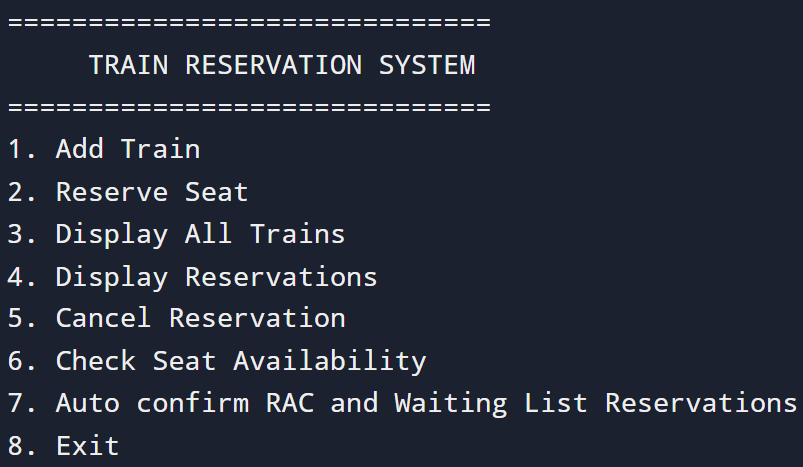 ==============================
TRAIN RESERVATION SYSTEM
==============================
1. Add Train
2. Reserve Seat
3. Display All Trains
4. Display Reservations
5. Cancel Reservation
6. Check Seat Availability
7. Auto confirm RAC and Waiting List Reservations
8. Exit